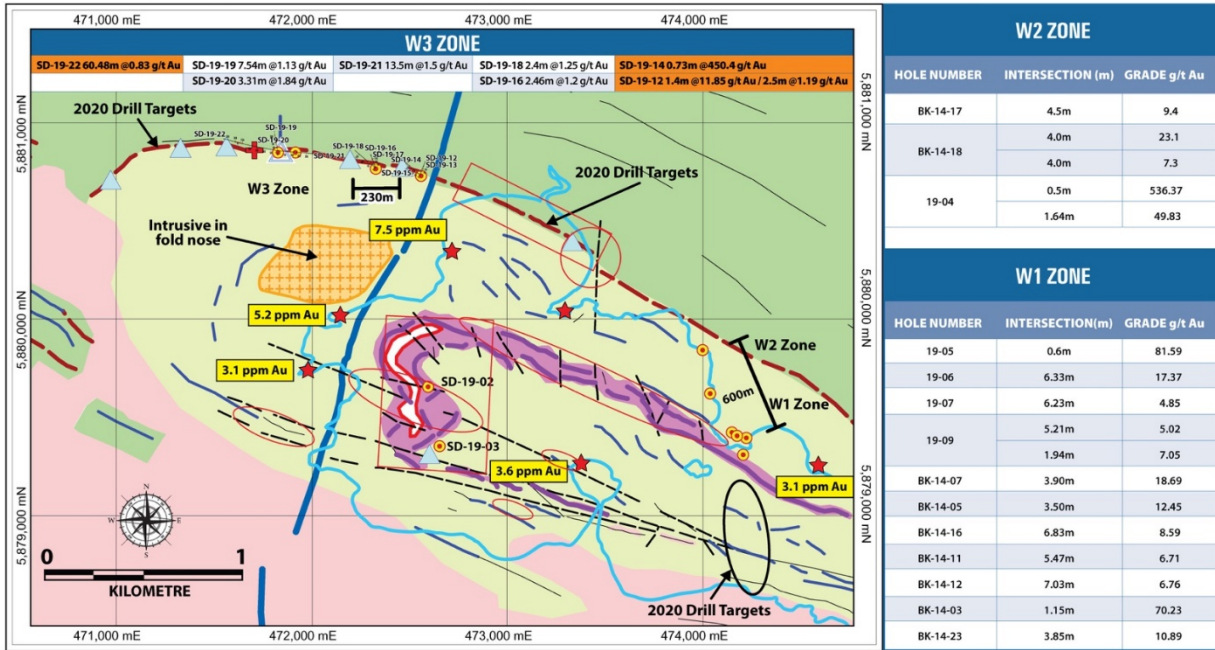 471,000 mE 472,000 mE 473,000 mE 474,000 mE
W3 ZONE
SD-19-22 60.48m @0.83 g/t Au SD-19-19 7.54m @1.13 g/t Au SD-19-21 13.5m @1.5 g/t Au SD-19-18 2.4m @1.25 g/t Au SD-19-14 0.73m @450.4 g/t Au
SD-19-20 3.31m @1.84 g/t Au SD-19-16 2.46m @1.2 g/t Au SD-19-12 1.4m @11.85 g/t Au / 2.5m @1.19 g/t Au
5,881,000 mN
5,881,000 mN
2020 Drill Targets
SD-19-19
SD-19-22
SD-19-20
SD-19-21
SD-19-18
SD-19-16
SD-19-17
SD-19-14
SD-19-15
SD-19-12
SD-19-13
W3 Zone
230m
2020 Drill Targets
Intrusive in
fold nose
7.5 ppm Au
5.2 ppm Au
5,880,000 mN
5,880,000 mN
3.1 ppm Au
SD-19-02
W2 Zone
600m
W1 Zone
SD-19-03
3.6 ppm Au
3.1 ppm Au
5,879,000 mN
5,879,000 mN
N
W E
S
0 1
KILOMETRE
2020 Drill Targets
471,000 mE 472,000 mE 473,000 mE 474,000 mE
W2 ZONE
HOLE NUMBER INTERSECTION (m) GRADE g/t Au
BK-14-17 4.5m 9.4
BK-14-18 4.0m 23.1
4.0m 7.3
19-04 0.5m 536.37
1.64m 49.83
W1 ZONE
HOLE NUMBER INTERSECTION(m) GRADE g/t Au
19-05 0.6m 81.59
19-06 6.33m 17.37
19-07 6.23m 4.85
19-09 5.21m 5.02
1.94m 7.05
BK-14-07 3.90m 18.69
BK-14-05 3.50m 12.45
BK-14-16 6.83m 8.59
BK-14-11 5.47m 6.71
BK-14-12 7.03m 6.76
BK-14-03 1.15m 70.23
BK-14-23 3.85m 10.89